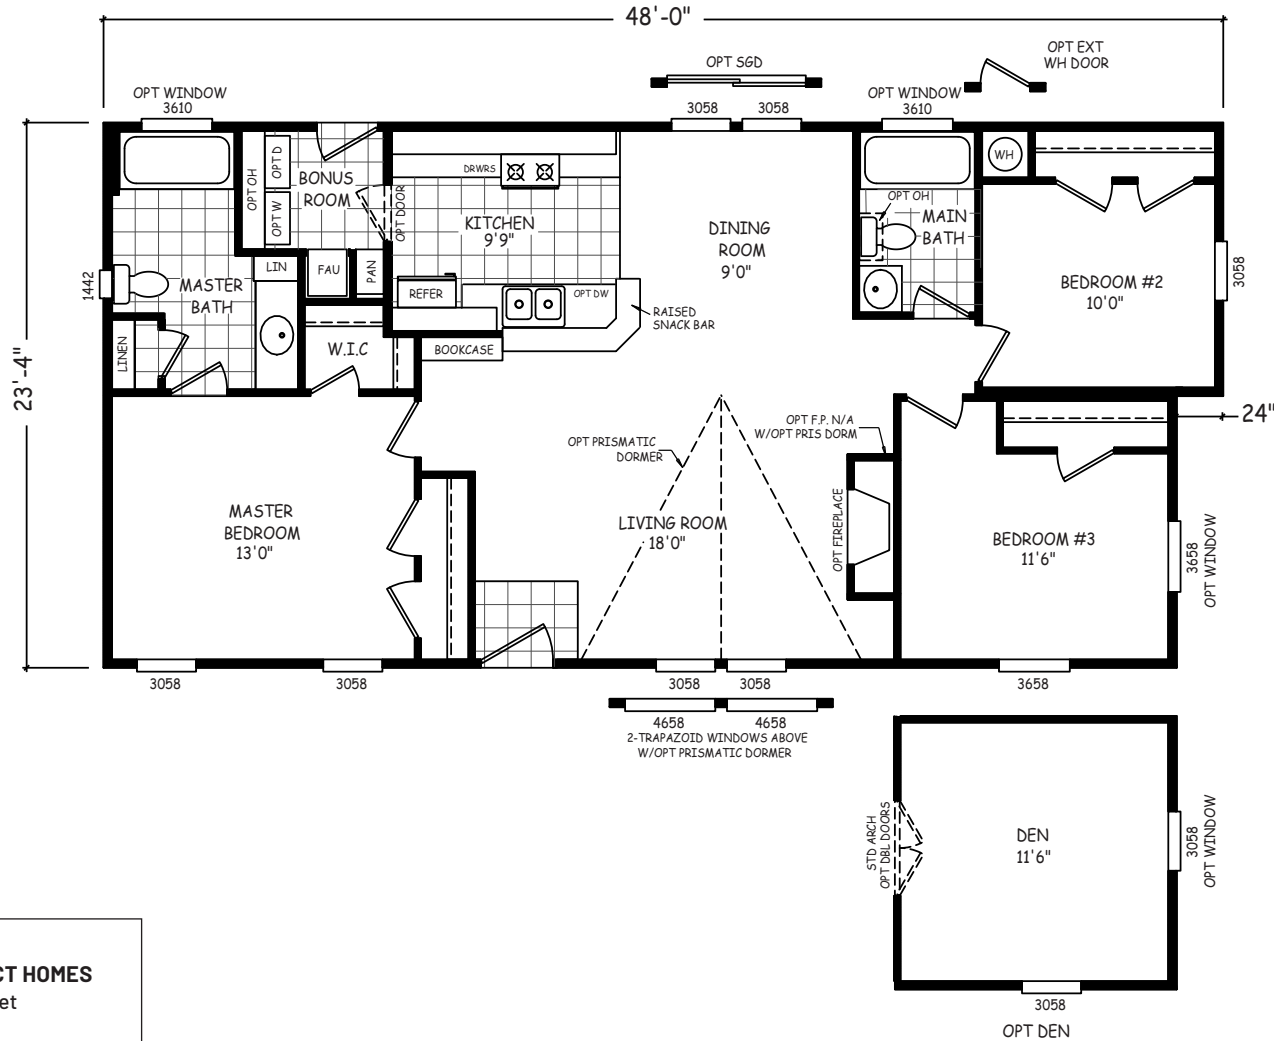 48'-0"
OPT EXT
WH DOOR
OPT SGD
OPT WINDOW
3610
3058
3058
OPT WINDOW
3610
OPT OH
OPT D
OPT W
BONUS
ROOM
OPT DOOR
DRWRS
KITCHEN
9'9"
DINING
ROOM
9'0"
OPT OH
MAIN
BATH
WH
BEDROOM #2
10'0"
3058
1442
MASTER
BATH
LIN
FAU
PAN
REFER
OPT DW
RAISED
SNACK BAR
BOOKCASE
LINEN
W.I.C
23'-4"
24"
OPT PRISMATIC
DORMER
OPT F.P. N/A
W/OPT PRIS DORM
MASTER
BEDROOM
13'0"
LIVING ROOM
18'0"
OPT FIREPLACE
BEDROOM #3
11'6"
3658
OPT WINDOW
3058
3058
3058
3058
3658
4658
4658
2-TRAPAZOID WINDOWS ABOVE
W/OPT PRISMATIC DORMER
STD ARCH
OPT DBL DOORS
DEN
11'6"
3058
OPT WINDOW
3058
OPT DEN
CT HOMES
et